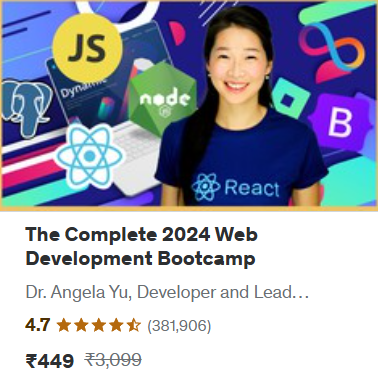 JS
Dynamic
node
JS
B
React
The Complete 2024 Web
Development Bootcamp
Dr. Angela Yu, Developer and Lead…
4.7 (381,906)
₹449 ₹3,099